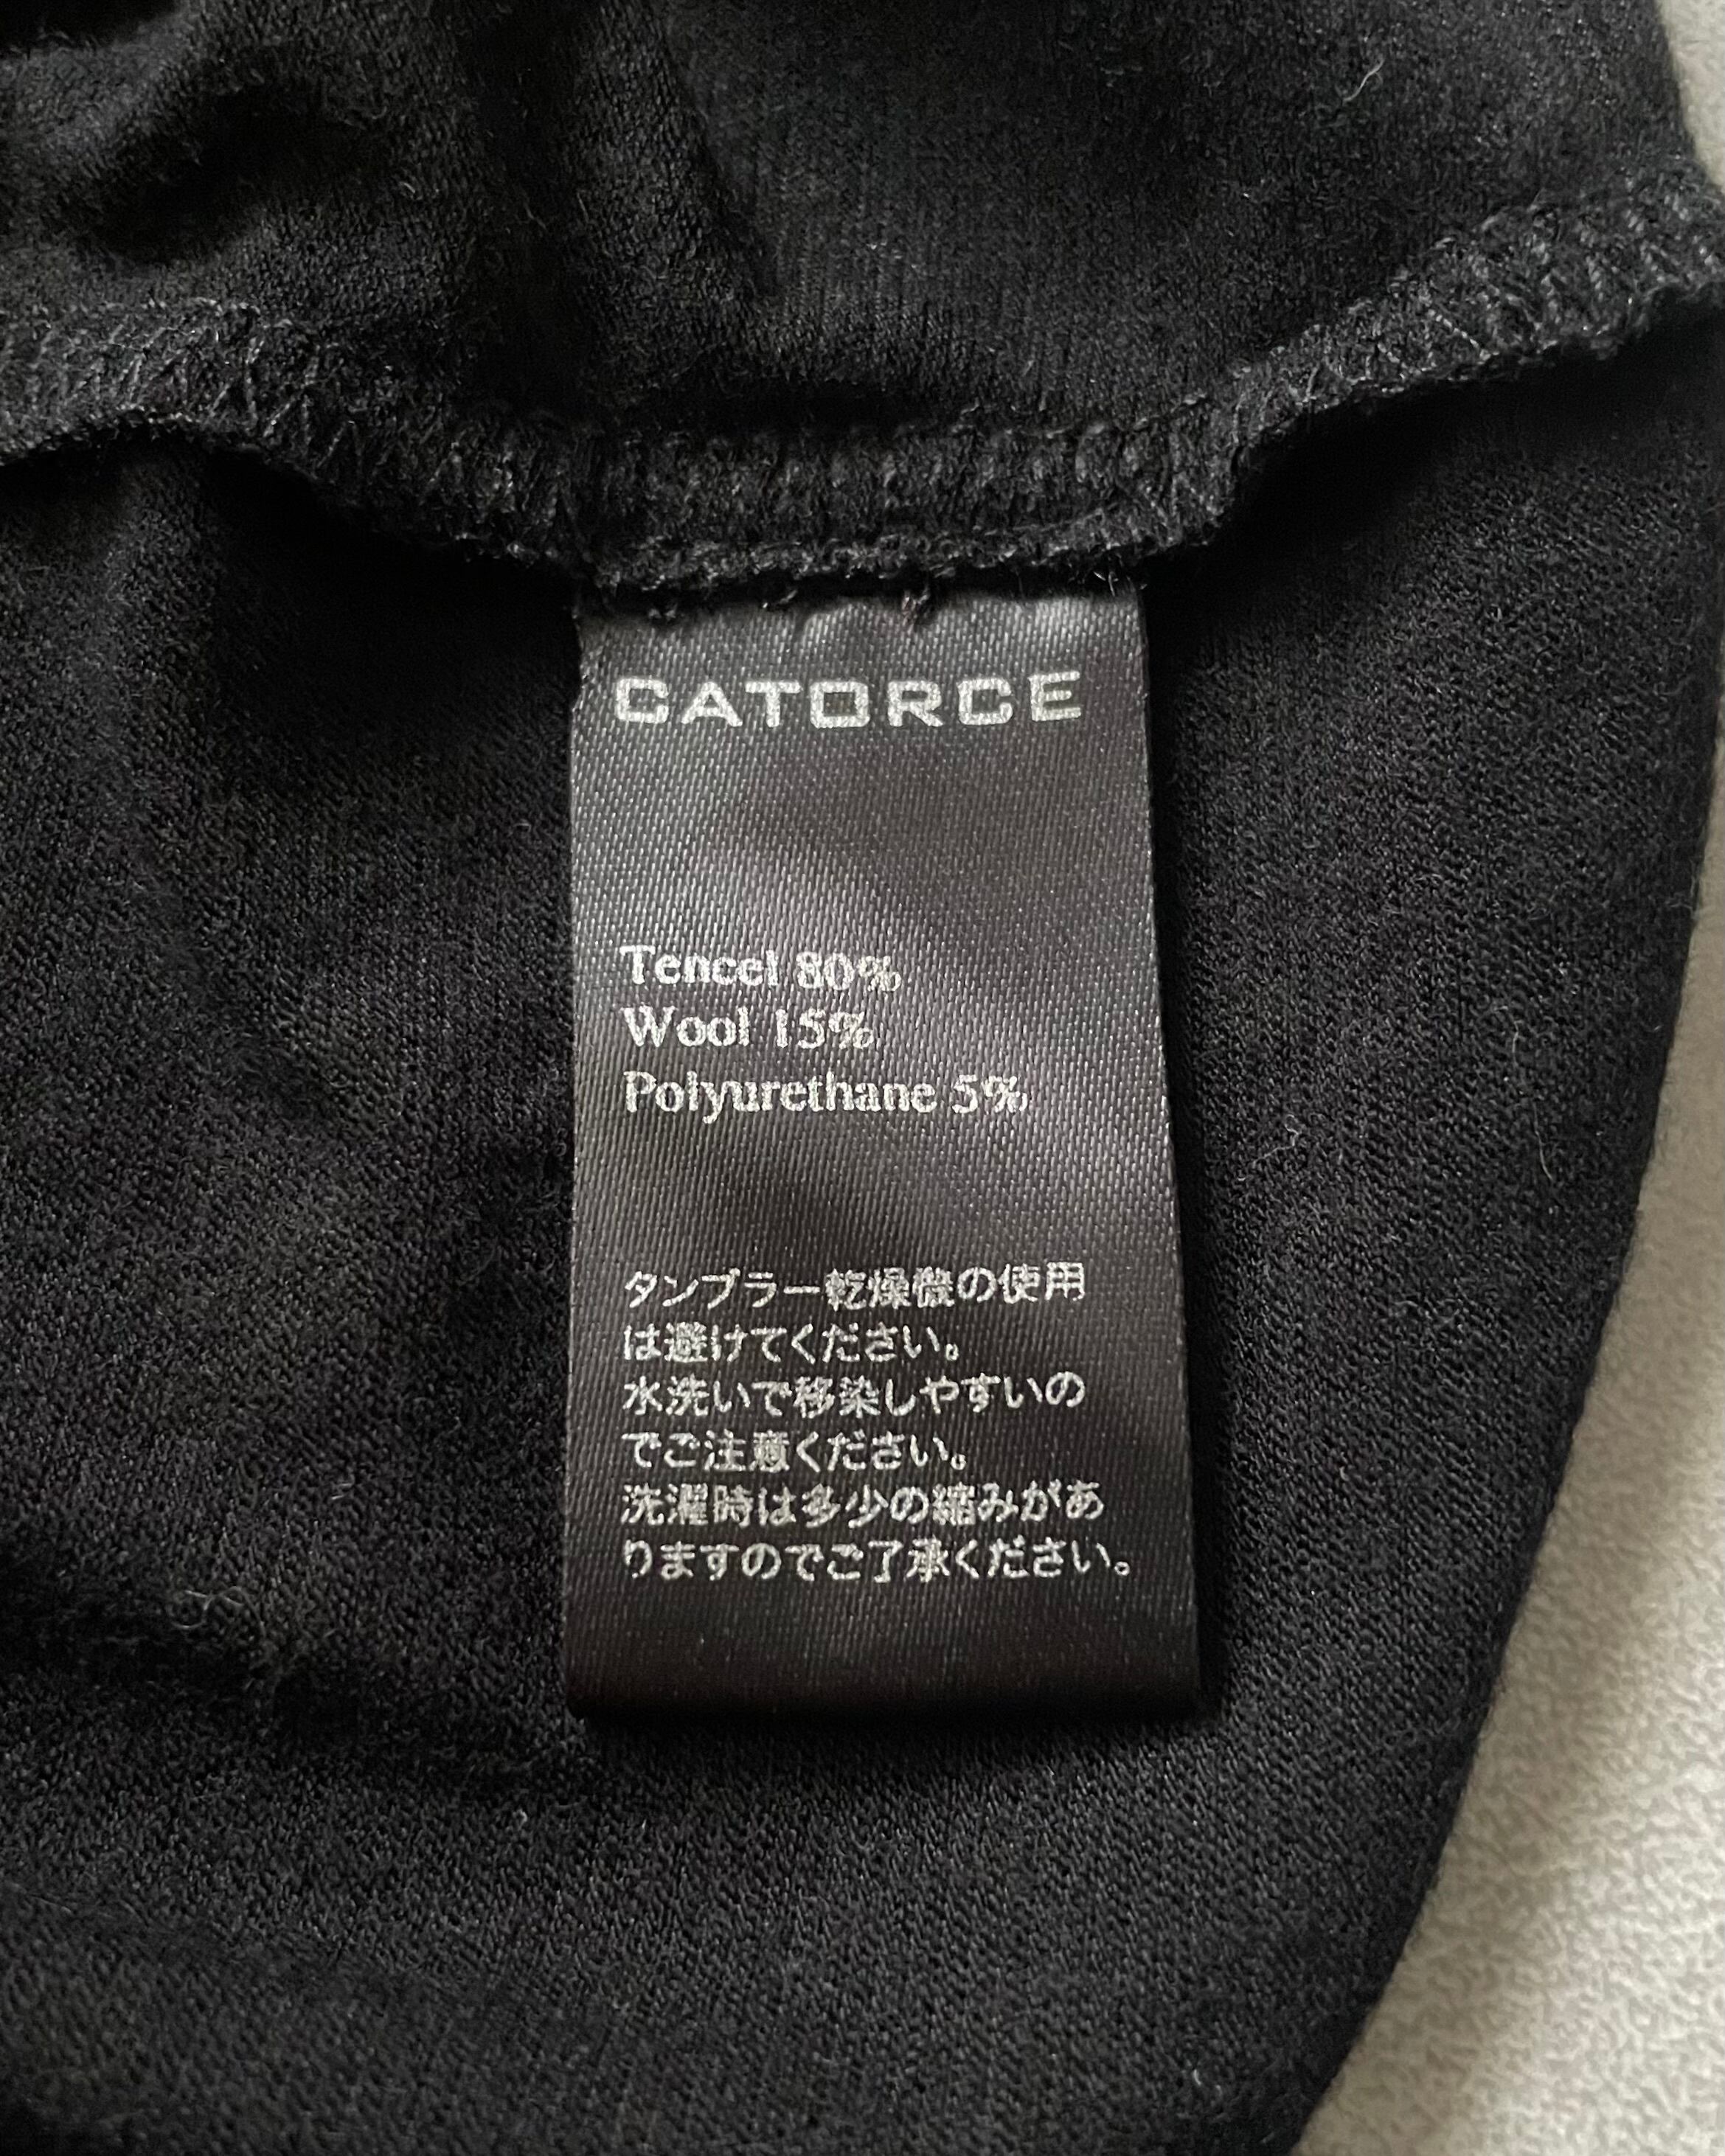 CATORCE
Tencel 80%
Wool 15%
Polyurethane 5%
タンブラー乾燥機の使用
は避けてください。
水洗いで移染しやすいの
でご注意ください。
洗濯時は多少の縮みがあ
りますのでご了承ください。